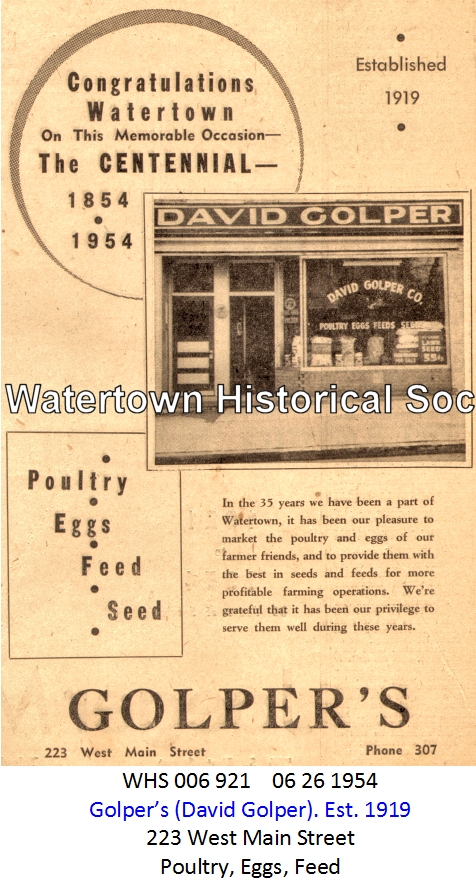 Congratulations
Watertown
On This Memorable Occasion—
The CENTENNIAL—
1854
•
1954
•
Established
1919
•
DAVID GOLPER
DAVID GOLPER CO.
POULTRY EGGS FEEDS SEED
LAWN
SEED
55¢
Watertown Historical Soc
•
Poultry
•
Eggs
•
Feed
•
Seed
•
In the 35 years we have been a part of
Watertown, it has been our pleasure to
market the poultry and eggs of our
farmer friends, and to provide them with
the best in seeds and feeds for more
profitable farming operations. We're
grateful that it has been our privilege to
serve them well during these years.
GOLPER'S
223 West Main Street Phone 307
WHS 006 921 06 26 1954
Golper's (David Golper). Est. 1919
223 West Main Street
Poultry, Eggs, Feed